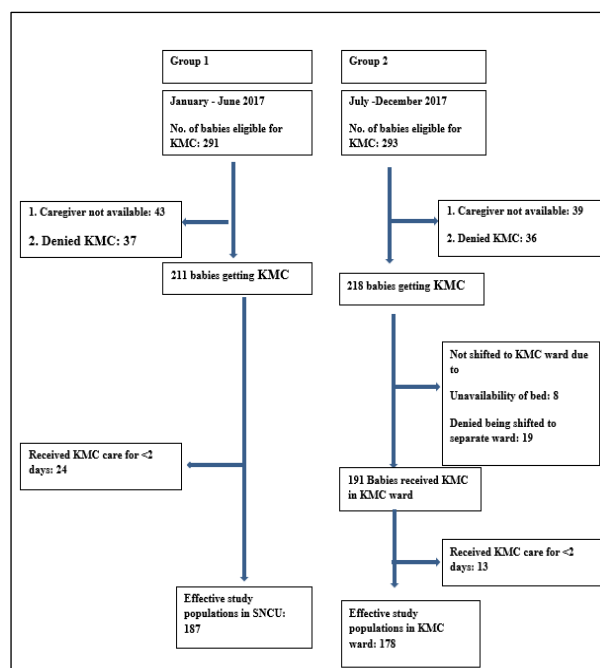 Group 1
January - June 2017
No. of babies eligible for
KMC: 291
1. Caregiver not available: 43
2. Denied KMC: 37
211 babies getting KMC
Received KMC care for <2
days: 24
Effective study
populations in SNCU:
187
Group 2
July -December 2017
No. of babies eligible for
KMC: 293
1. Caregiver not available: 39
2. Denied KMC: 36
218 babies getting KMC
Not shifted to KMC ward due
to
Unavailability of bed: 8
Denied being shifted to
separate ward: 19
191 Babies received KMC
in KMC ward
Received KMC care for <2
days: 13
Effective study
populations in KMC
ward: 178